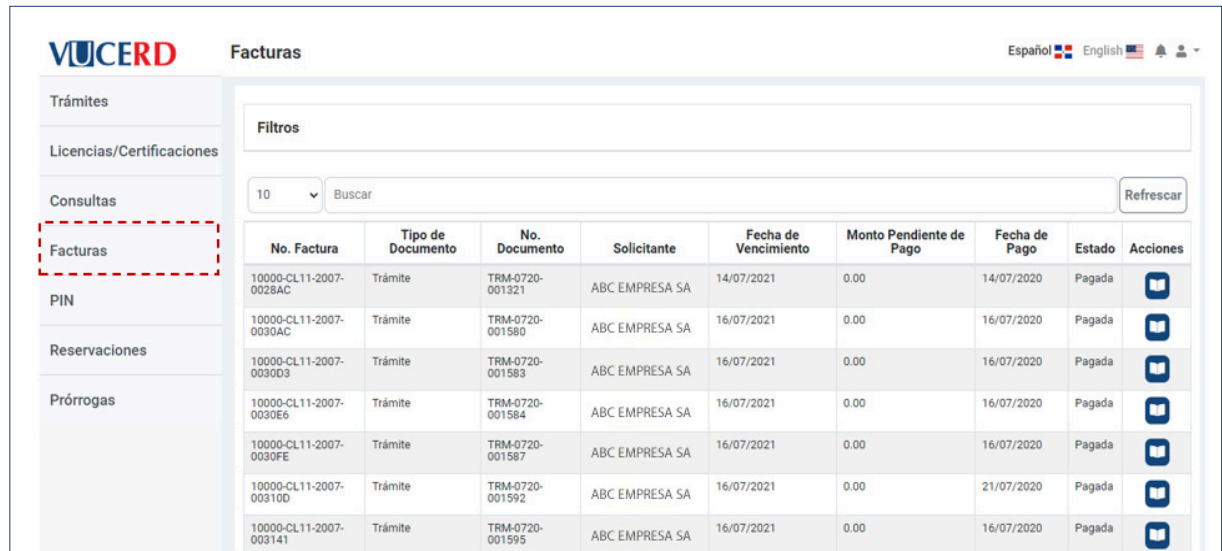 VUCERD
Facturas
Español English
Trámites
Licencias/Certificaciones
Consultas
Facturas
PIN
Reservaciones
Prórrogas
Filtros
10 Buscar Refrescar
No. Factura Tipo de Documento No. Documento Solicitante Fecha de Vencimiento Monto Pendiente de Pago Fecha de Pago Estado Acciones
10000-CL11-2007-0028AC Trámite TRM-0720-001321 ABC EMPRESA SA 14/07/2021 0.00 14/07/2020 Pagada
10000-CL11-2007-0030AC Trámite TRM-0720-001580 ABC EMPRESA SA 16/07/2021 0.00 16/07/2020 Pagada
10000-CL11-2007-0030D3 Trámite TRM-0720-001583 ABC EMPRESA SA 16/07/2021 0.00 16/07/2020 Pagada
10000-CL11-2007-0030E6 Trámite TRM-0720-001584 ABC EMPRESA SA 16/07/2021 0.00 16/07/2020 Pagada
10000-CL11-2007-0030FE Trámite TRM-0720-001587 ABC EMPRESA SA 16/07/2021 0.00 16/07/2020 Pagada
10000-CL11-2007-00310D Trámite TRM-0720-001592 ABC EMPRESA SA 16/07/2021 0.00 21/07/2020 Pagada
10000-CL11-2007-003141 Trámite TRM-0720-001595 ABC EMPRESA SA 16/07/2021 0.00 16/07/2020 Pagada